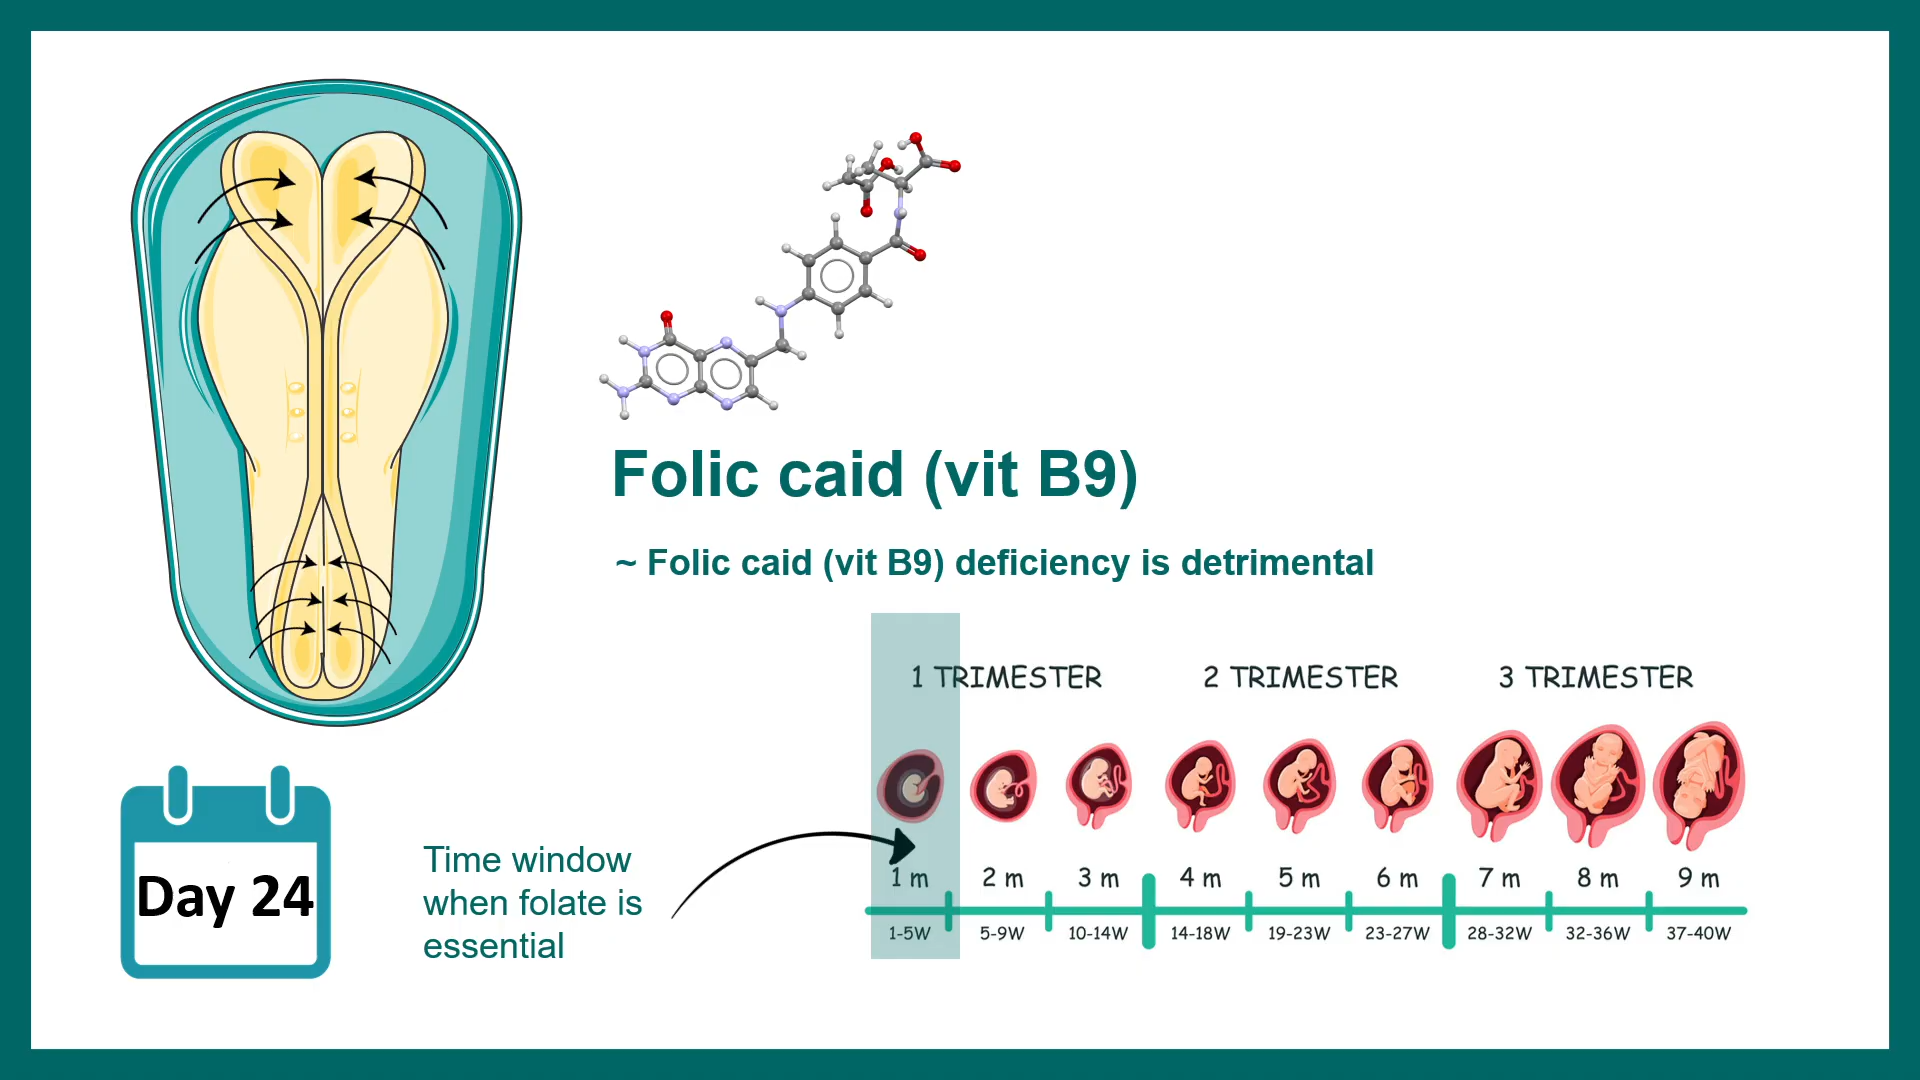 Folic caid (vit B9)
~ Folic caid (vit B9) deficiency is detrimental
1 TRIMESTER 2 TRIMESTER 3 TRIMESTER
Day 24
Time window
when folate is
essential
1 m 2 m 3 m 4 m 5 m 6 m 7 m 8 m 9 m
1-5W 5-9W 10-14W 14-18W 19-23W 23-27W 28-32W 32-36W 37-40W